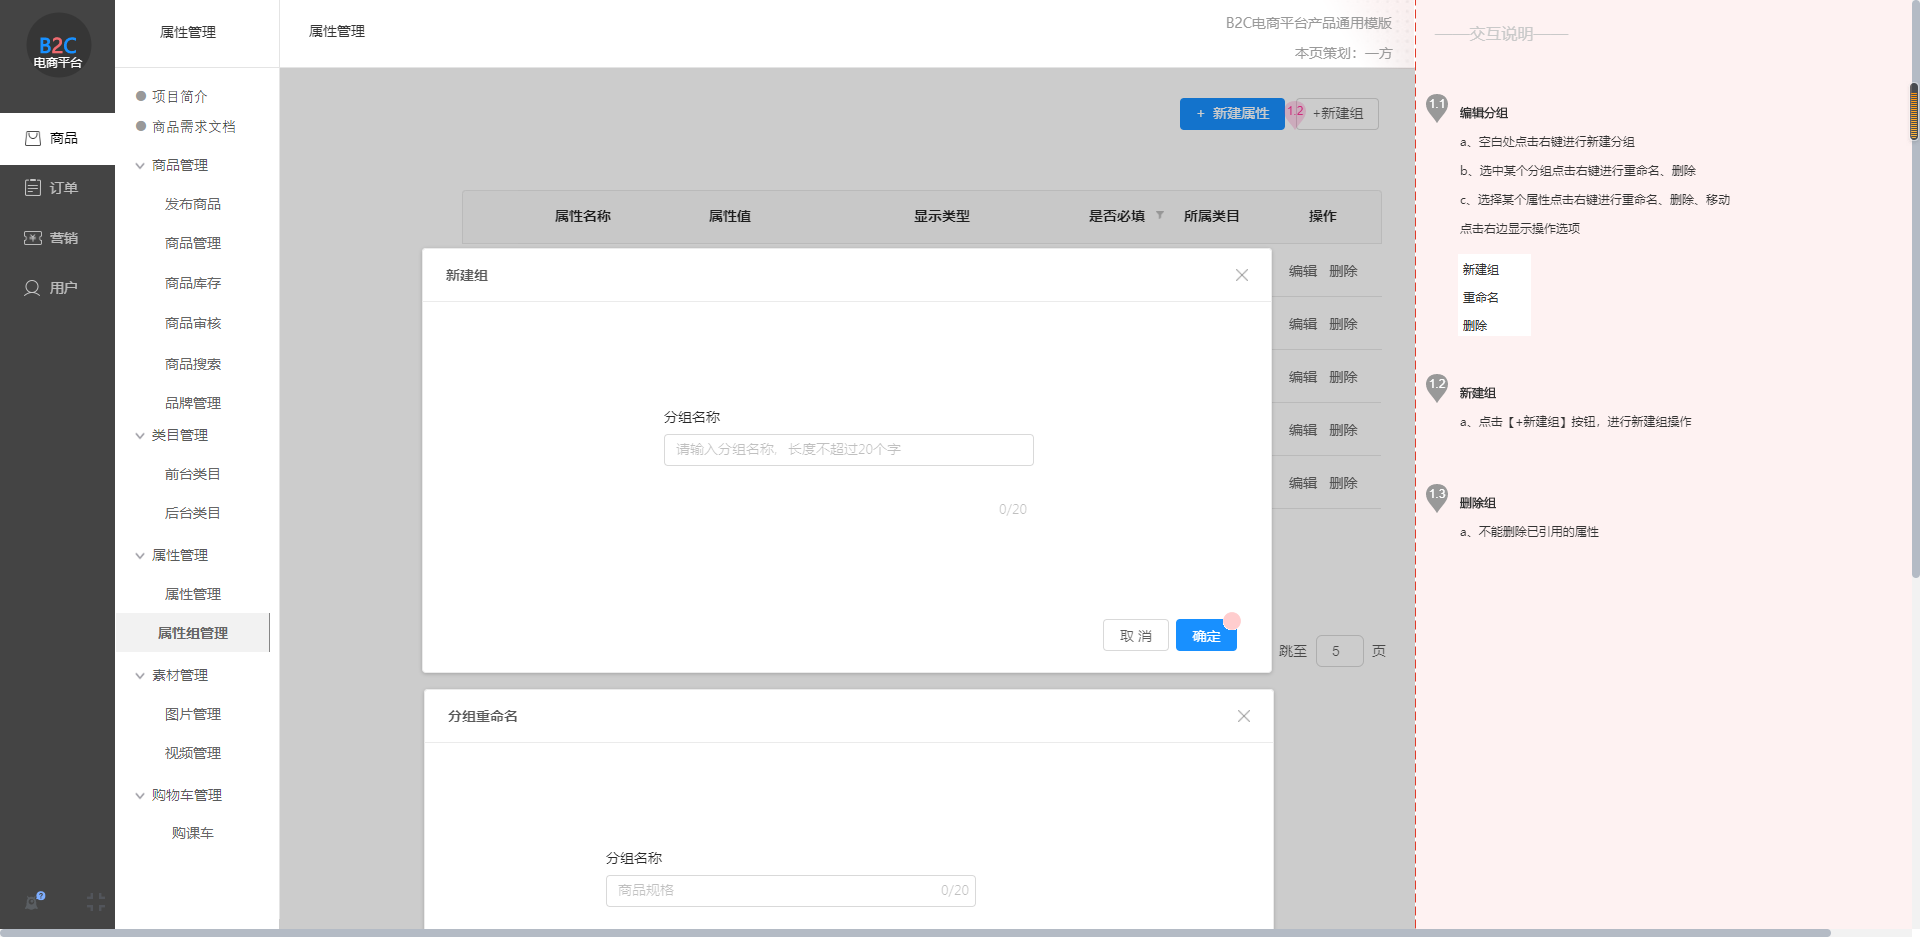 B2C
电商平台
商品
订单
营销
用户
属性管理
项目简介
商品需求文档
商品管理
发布商品
商品管理
商品库存
商品审核
商品搜索
品牌管理
类目管理
前台类目
后台类目
属性管理
属性管理
属性组管理
素材管理
图片管理
视频管理
购物车管理
购课车
属性管理
B2C电商平台产品通用模版
本页策划：一方
+ 新建属性
1.2
+新建组
属性名称 属性值 显示类型 是否必填 所属类目 操作
编辑 删除
编辑 删除
编辑 删除
编辑 删除
编辑 删除
新建组
分组名称
请输入分组名称，长度不超过20个字
0/20
取 消
确定
跳至 5 页
分组重命名
分组名称
商品规格 0/20
——交互说明——
1.1
编辑分组
a、空白处点击右键进行新建分组
b、选中某个分组点击右键进行重命名、删除
c、选择某个属性点击右键进行重命名、删除、移动
点击右边显示操作选项
新建组
重命名
删除
1.2
新建组
a、点击【+新建组】按钮，进行新建组操作
1.3
删除组
a、不能删除已引用的属性